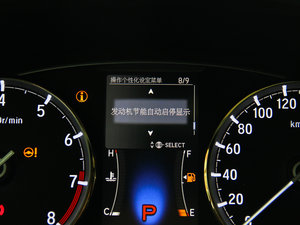 操作个性化设定菜单 8/9
发动机节能自动启停显示
-SELECT
r/min
4
5
6
7
8
H
C
P
F
E
0
20
40
60
80
100
120
km